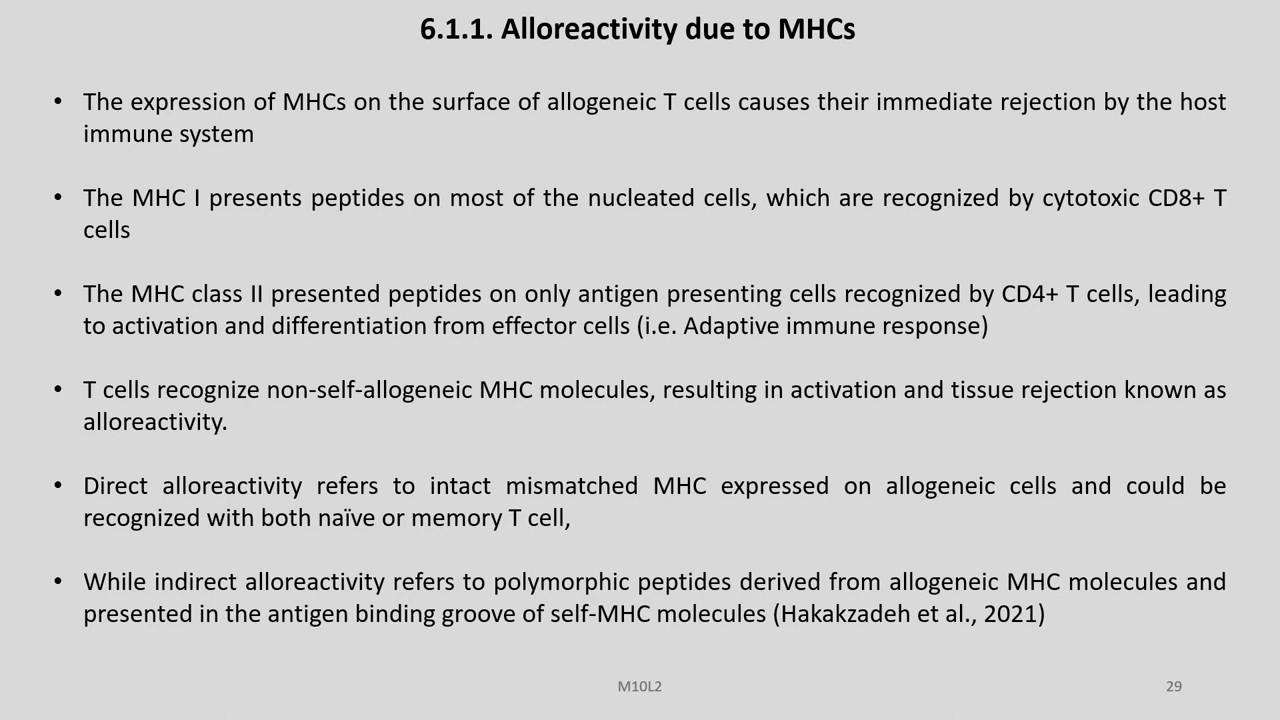 6.1.1. Alloreactivity due to MHCs
• The expression of MHCs on the surface of allogeneic T cells causes their immediate rejection by the host
immune system
• The MHC I presents peptides on most of the nucleated cells, which are recognized by cytotoxic CD8+ T
cells
• The MHC class II presented peptides on only antigen presenting cells recognized by CD4+ T cells, leading
to activation and differentiation from effector cells (i.e. Adaptive immune response)
• T cells recognize non-self-allogeneic MHC molecules, resulting in activation and tissue rejection known as
alloreactivity.
• Direct alloreactivity refers to intact mismatched MHC expressed on allogeneic cells and could be
recognized with both naïve or memory T cell,
• While indirect alloreactivity refers to polymorphic peptides derived from allogeneic MHC molecules and
presented in the antigen binding groove of self-MHC molecules (Hakakzadeh et al., 2021)
M10L2
29